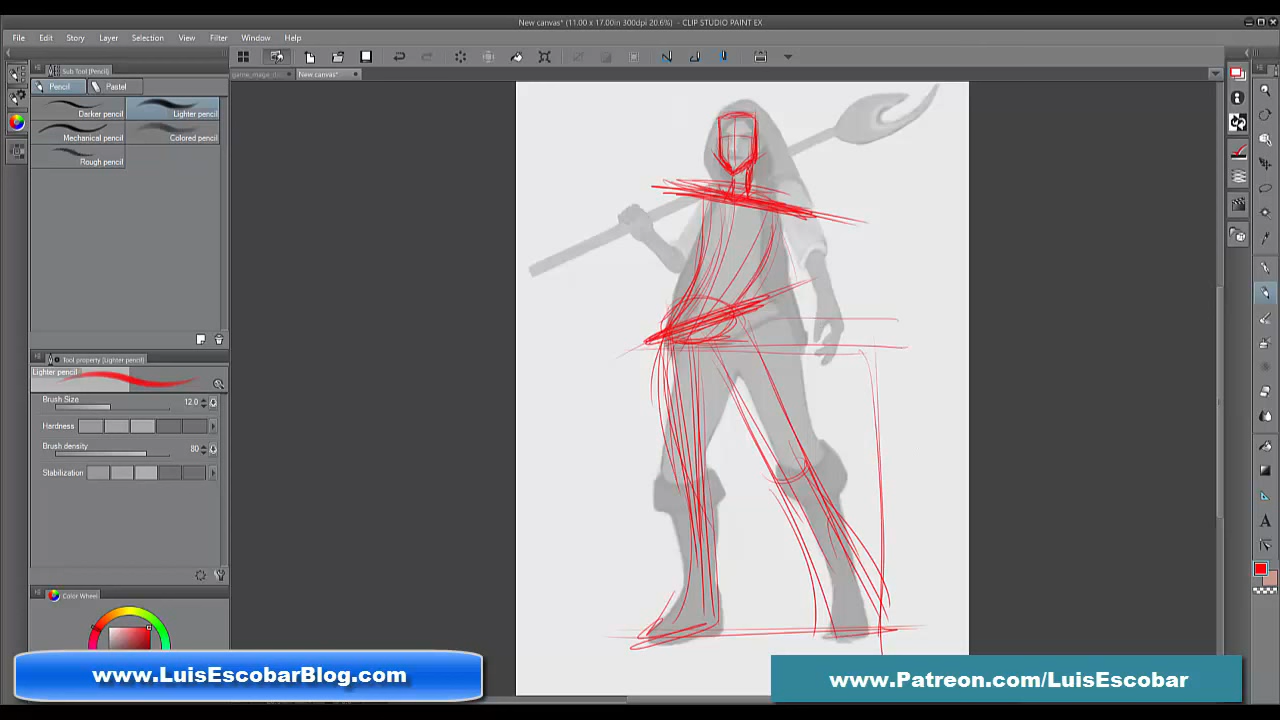 New canvas* (11.00 x 17.00in 300dpi 20.6%) - CLIP STUDIO PAINT EX
File Edit Story Layer Selection View Filter Window Help
Sub Tool [Pencil]
New canvas*
Pencil Pastel
Darker pencil Lighter pencil
Mechanical pencil Colored pencil
Rough pencil
Tool property [Lighter pencil]
Lighter pencil
Brush Size 12.0
Hardness
Brush density 80
Stabilization
Color Wheel
www.LuisEscobarBlog.com
www.Patreon.com/LuisEscobar